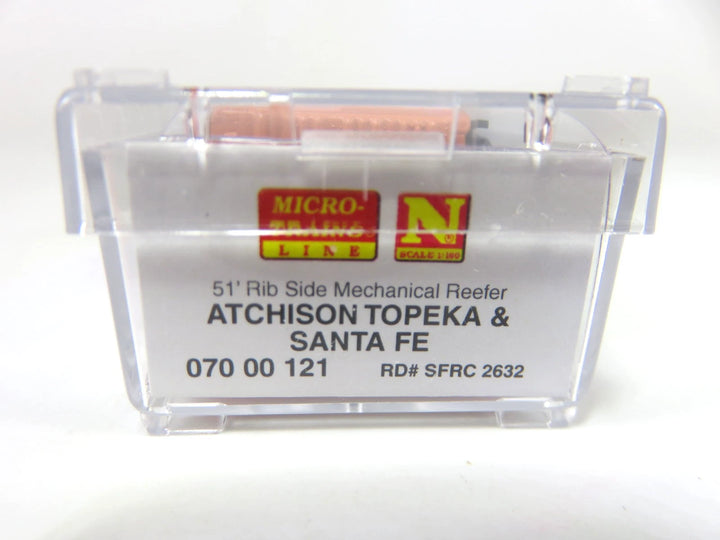 MICRO-
TRAINS
LINE
N
SCALE 1:160
51' Rib Side Mechanical Reefer
ATCHISON TOPEKA &
SANTA FE
070 00 121 RD# SFRC 2632